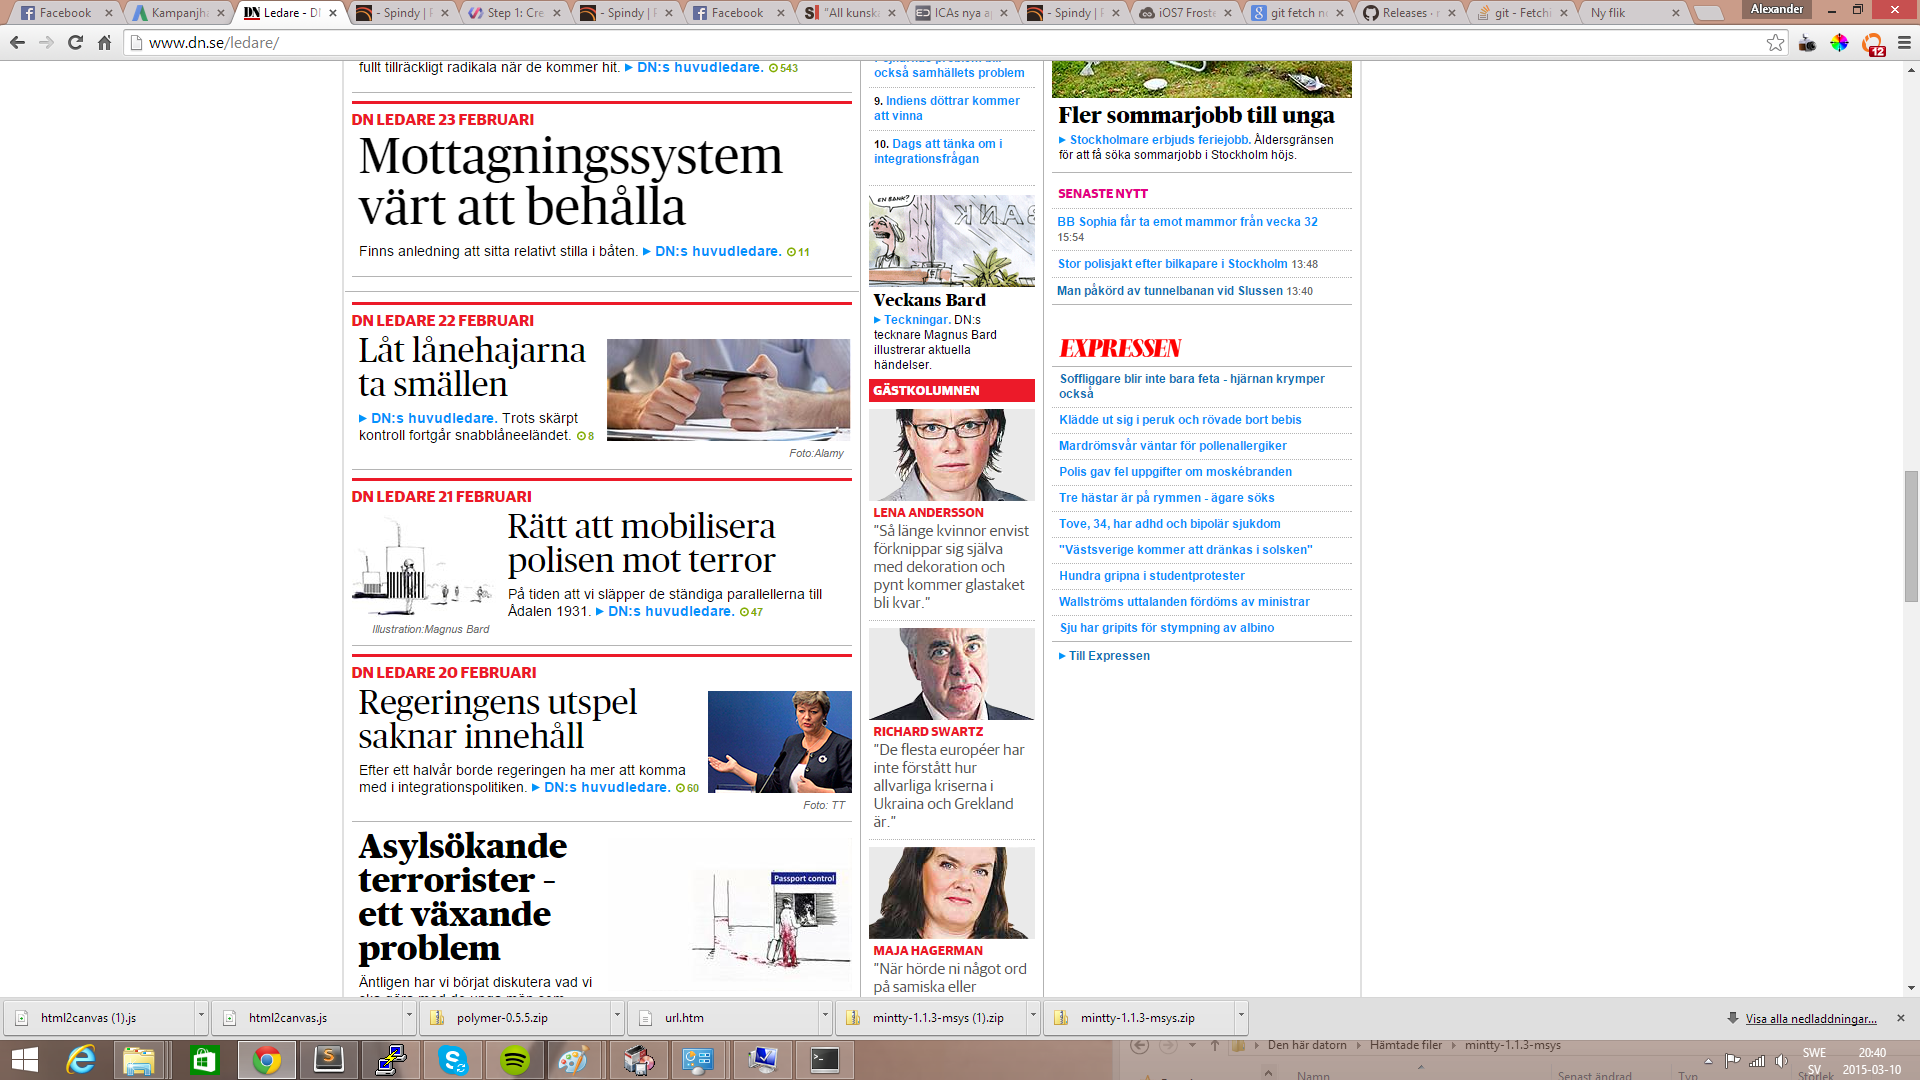 Facebook
Kampanjha
DN Ledare - DN
- Spindy | F
Step 1: Cre
- Spindy | F
Facebook
"All kunska
ICAs nya a
- Spindy | F
iOS7 Froste
git fetch no
Releases ·
git - Fetchi
Ny flik
Alexander
www.dn.se/ledare/
12
fullt tillräckligt radikala när de kommer hit. DN:s huvudledare. 543
DN LEDARE 23 FEBRUARI
Mottagningssystem
värt att behålla
Finns anledning att sitta relativt stilla i båten. DN:s huvudledare. 11
DN LEDARE 22 FEBRUARI
Låt lånehajarna
ta smällen
DN:s huvudledare. Trots skärpt
kontroll fortgår snabblåneeländet. 8
Foto:Alamy
DN LEDARE 21 FEBRUARI
Rätt att mobilisera
polisen mot terror
På tiden att vi släpper de ständiga parallellerna till
Ådalen 1931. DN:s huvudledare. 47
Illustration:Magnus Bard
DN LEDARE 20 FEBRUARI
Regeringens utspel
saknar innehåll
Efter ett halvår borde regeringen ha mer att komma
med i integrationspolitiken. DN:s huvudledare. 60
Foto: TT
Asylsökande
terrorister -
ett växande
problem
Passport control
Äntligen har vi börjat diskutera vad vi
också samhällets problem
9. Indiens döttrar kommer
att vinna
10. Dags att tänka om i
integrationsfrågan
EN BANK?
BANK
Veckans Bard
Teckningar. DN:s
tecknare Magnus Bard
illustrerar aktuella
händelser.
GÄSTKOLUMNEN
LENA ANDERSSON
"Så länge kvinnor envist
förknippar sig själva
med dekoration och
pynt kommer glastaket
bli kvar."
RICHARD SWARTZ
"De flesta européer har
inte förstått hur
allvarliga kriserna i
Ukraina och Grekland
är."
MAJA HAGERMAN
"När hörde ni något ord
på samiska eller
Fler sommarjobb till unga
Stockholmare erbjuds feriejobb. Åldersgränsen
för att få söka sommarjobb i Stockholm höjs.
SENASTE NYTT
BB Sophia får ta emot mammor från vecka 32
15:54
Stor polisjakt efter bilkapare i Stockholm 13:48
Man påkörd av tunnelbanan vid Slussen 13:40
EXPRESSEN
Soffliggare blir inte bara feta - hjärnan krymper
också
Klädde ut sig i peruk och rövade bort bebis
Mardrömsvår väntar för pollenallergiker
Polis gav fel uppgifter om moskébranden
Tre hästar är på rymmen - ägare söks
Tove, 34, har adhd och bipolär sjukdom
"Västsverige kommer att dränkas i solsken"
Hundra gripna i studentprotester
Wallströms uttalanden fördöms av ministrar
Sju har gripits för stympning av albino
Till Expressen
html2canvas (1).js
html2canvas.js
polymer-0.5.5.zip
url.htm
mintty-1.1.3-msys (1).zip
mintty-1.1.3-msys.zip
Visa alla nedladdningar...
Den här datorn
Hämtade filer
mintty-1.1.3-msys
Namn
Senast ändrad
Typ
Storlek
SWE
SV
20:40
2015-03-10